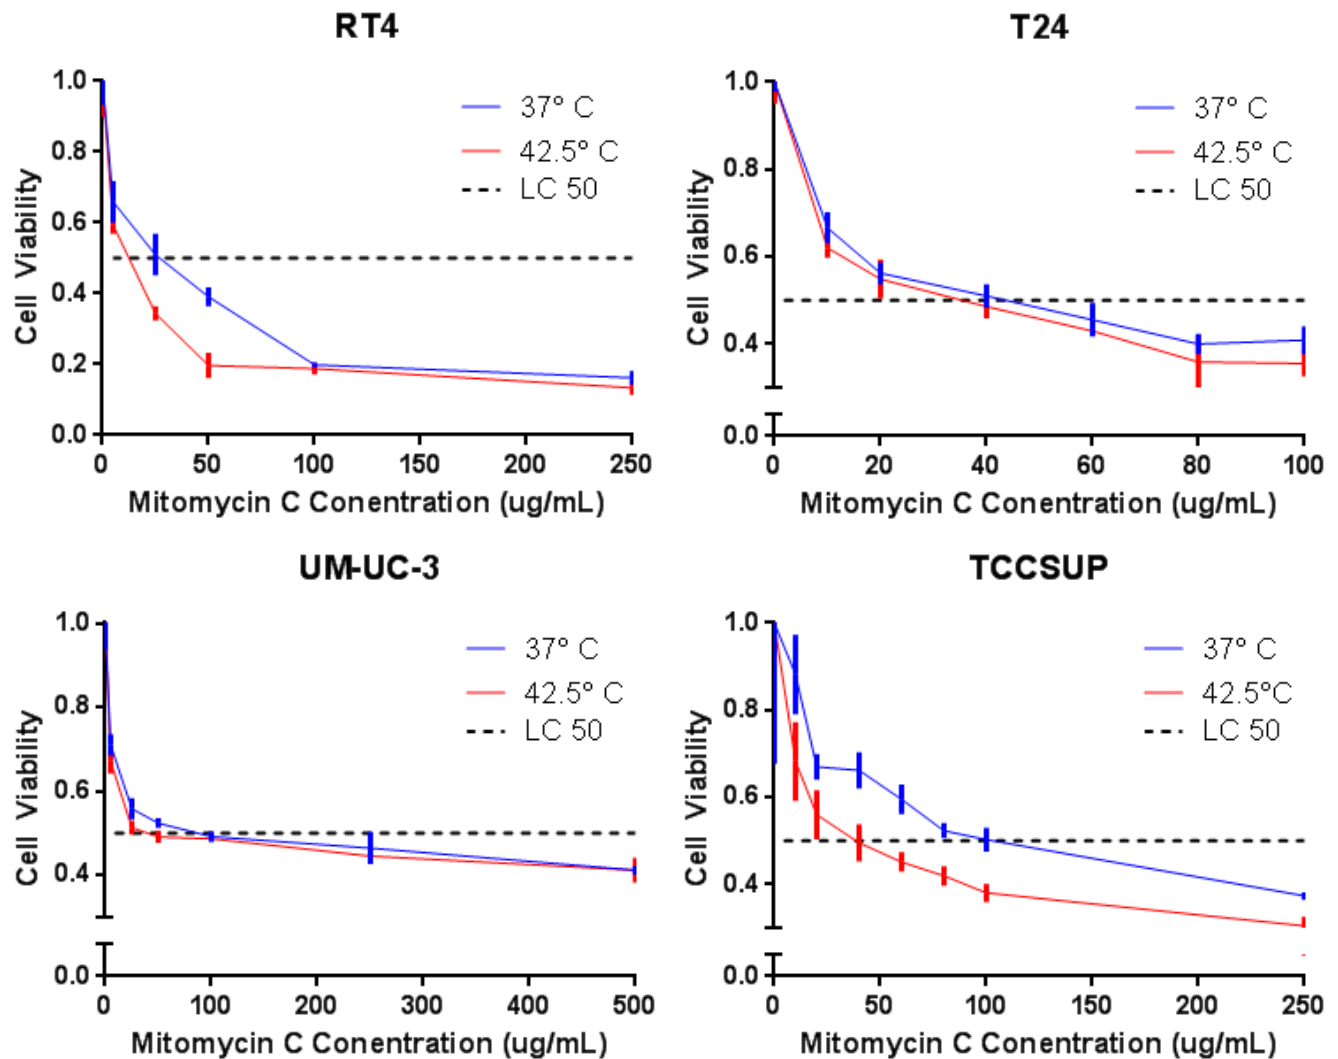 RT4
1.0
0.8
0.6
0.4
0.2
0.0
Cell Viability
37° C
42.5° C
LC 50
0 50 100 150 200 250
Mitomycin C Conentration (ug/mL)
T24
1.0
0.8
0.6
0.4
0.0
Cell Viability
37° C
42.5° C
LC 50
0 20 40 60 80 100
Mitomycin C Conentration (ug/mL)
UM-UC-3
1.0
0.8
0.6
0.4
0.0
Cell Viability
37° C
42.5° C
LC 50
0 100 200 300 400 500
Mitomycin C Conentration (ug/mL)
TCCSUP
1.0
0.8
0.6
0.4
0.0
Cell Viability
37° C
42.5°C
LC 50
0 50 100 150 200 250
Mitomycin C Conentration (ug/mL)